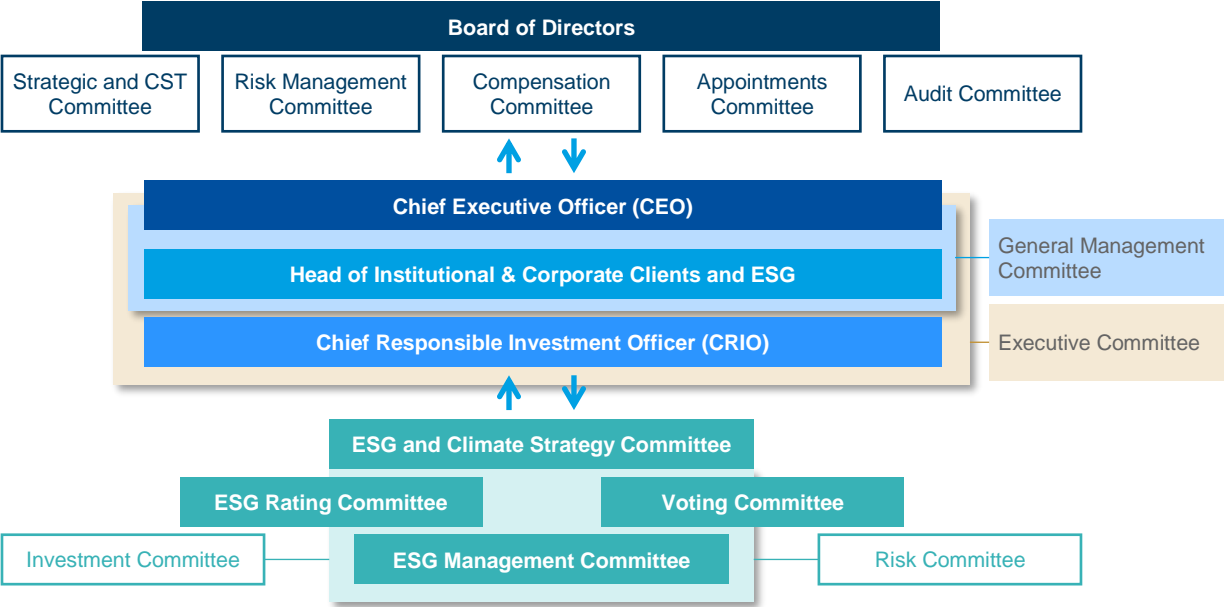 Board of Directors
Strategic and CST
Committee
Risk Management
Committee
Compensation
Committee
Appointments
Committee
Audit Committee
Chief Executive Officer (CEO)
Head of Institutional & Corporate Clients and ESG
General Management
Committee
Chief Responsible Investment Officer (CRIO)
Executive Committee
ESG and Climate Strategy Committee
ESG Rating Committee
Voting Committee
Investment Committee
ESG Management Committee
Risk Committee